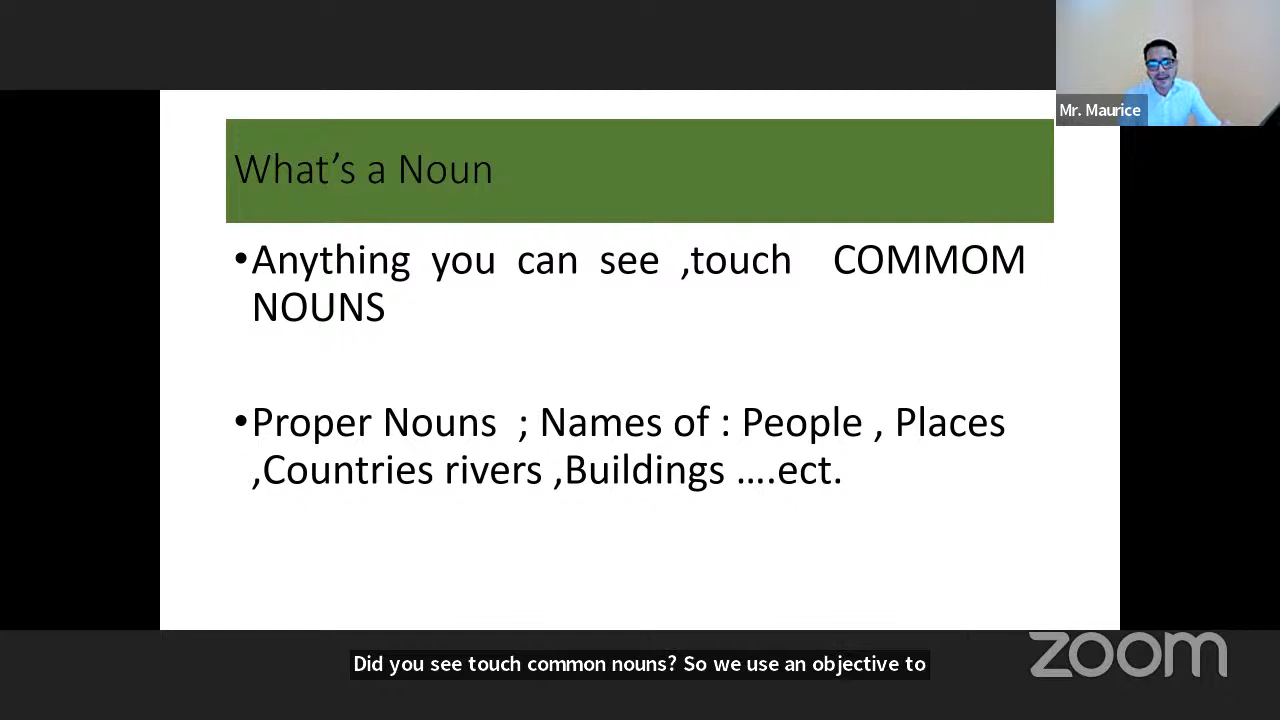 Mr. Maurice
What's a Noun
•Anything you can see ,touch COMMOM
NOUNS
•Proper Nouns ; Names of : People , Places
,Countries rivers ,Buildings ….ect.
Did you see touch common nouns? So we use an objective to
zoom